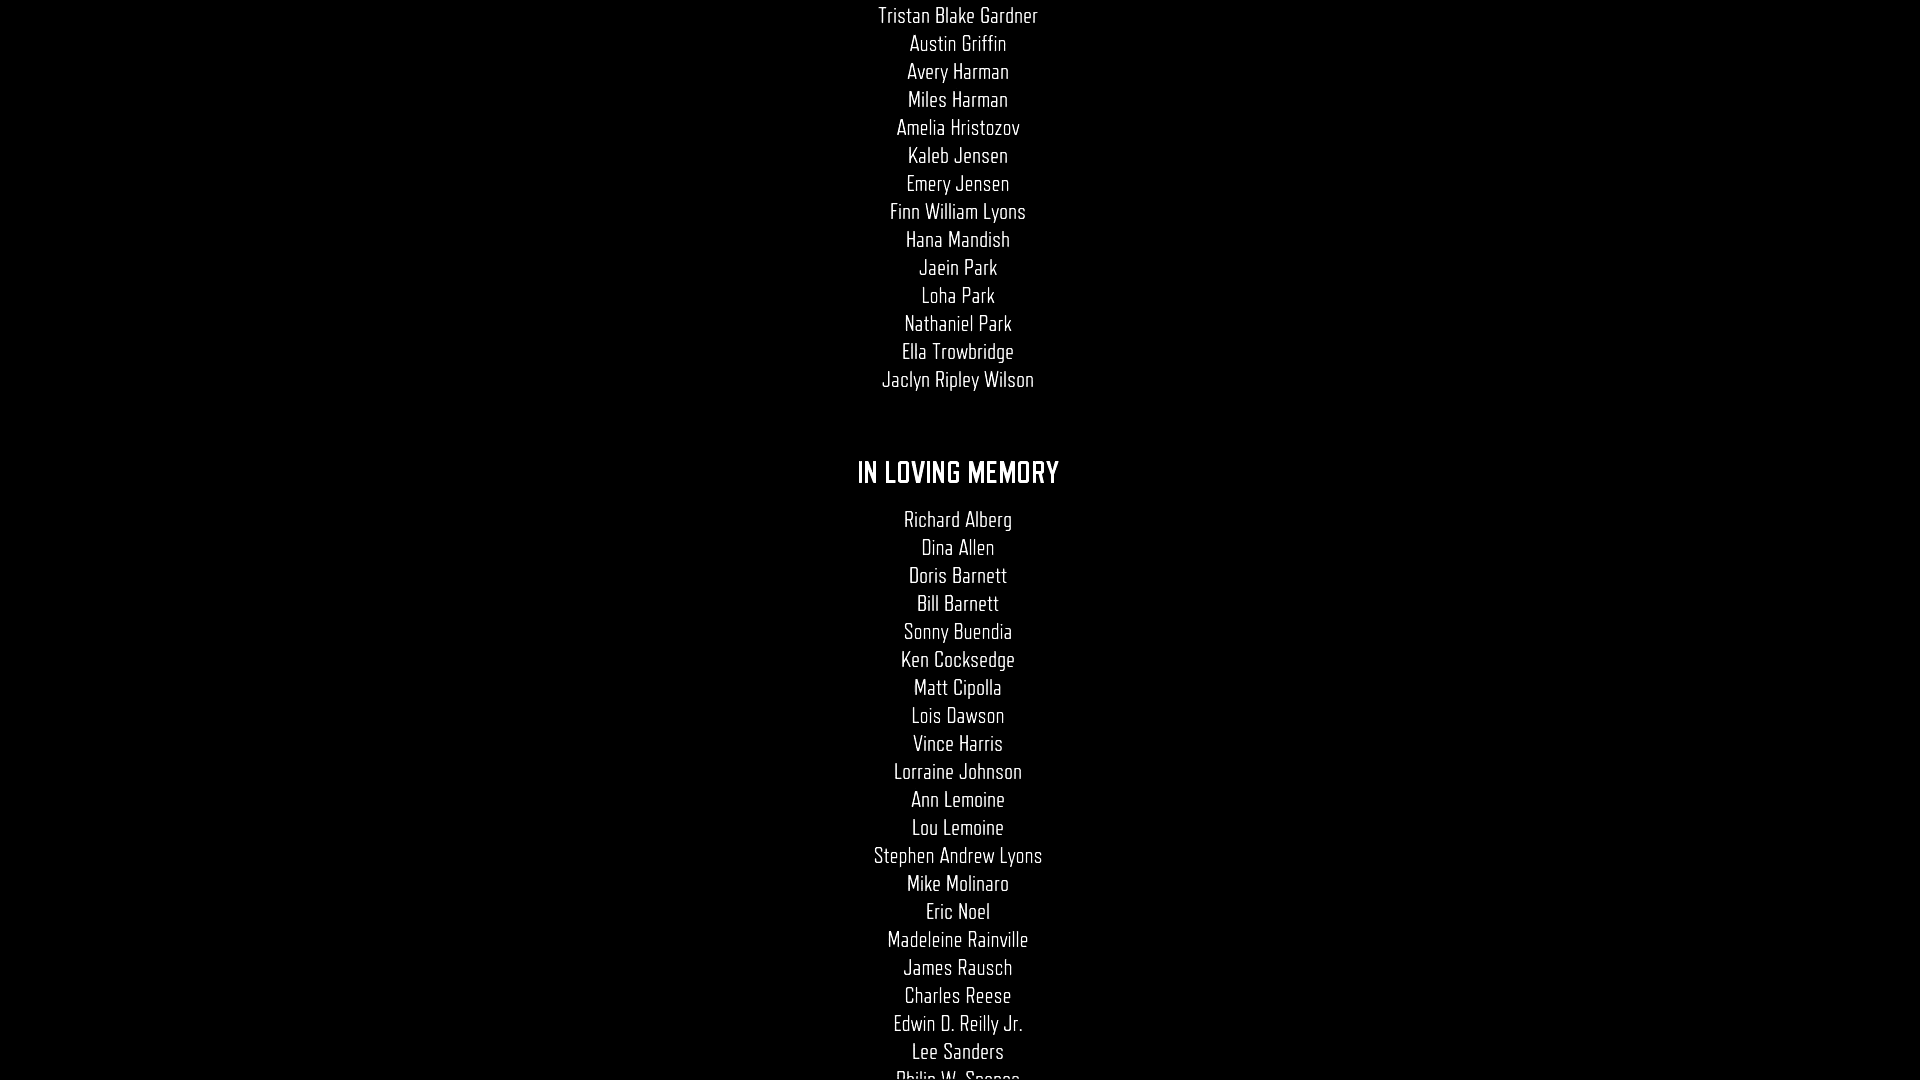 Tristan Blake Gardner
Austin Griffin
Avery Harman
Miles Harman
Amelia Hristozov
Kaleb Jensen
Emery Jensen
Finn William Lyons
Hana Mandish
Jaein Park
Loha Park
Nathaniel Park
Ella Trowbridge
Jaclyn Ripley Wilson
IN LOVING MEMORY
Richard Alberg
Dina Allen
Doris Barnett
Bill Barnett
Sonny Buendia
Ken Cocksedge
Matt Cipolla
Lois Dawson
Vince Harris
Lorraine Johnson
Ann Lemoine
Lou Lemoine
Stephen Andrew Lyons
Mike Molinaro
Eric Noel
Madeleine Rainville
James Rausch
Charles Reese
Edwin D. Reilly Jr.
Lee Sanders
Philip W.